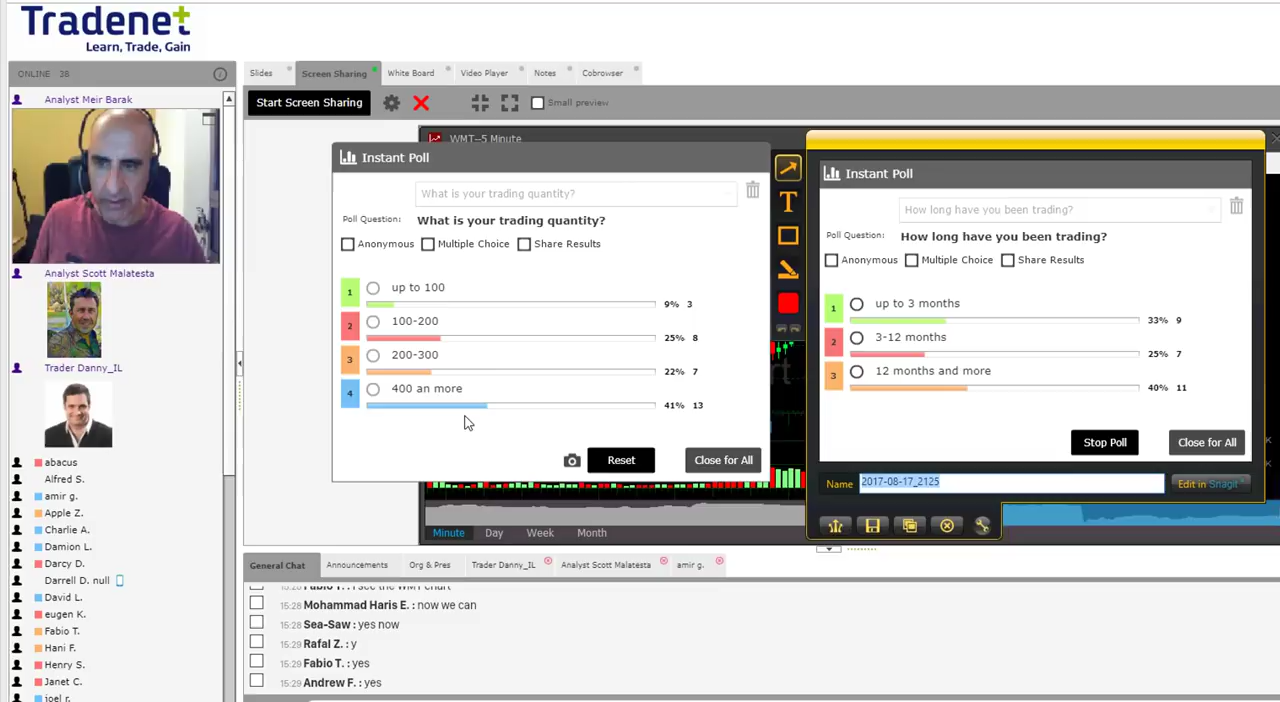 Tradenet
Learn, Trade, Gain
ONLINE 38
Analyst Meir Barak
Analyst Scott Malatesta
Trader Danny_IL
abacus
Alfred S.
amir g.
Apple Z.
Charlie A.
Damion L.
Darcy D.
Darrell D. null
David L.
eugen K.
Fabio T.
Hani F.
Henry S.
Janet C.
joel r.
Slides Screen Sharing White Board Video Player Notes Cobrowser
Start Screen Sharing Small preview
WMT--5 Minute
Instant Poll
What is your trading quantity?
Poll Question: What is your trading quantity?
Anonymous Multiple Choice Share Results
1 up to 100
9% 3
2 100-200
25% 8
3 200-300
22% 7
4 400 an more
41% 13
Reset Close for All
T
Instant Poll
How long have you been trading?
Poll Question: How long have you been trading?
Anonymous Multiple Choice Share Results
1 up to 3 months
33% 9
2 3-12 months
25% 7
3 12 months and more
40% 11
Stop Poll Close for All
Name 2017-08-17_2125 Edit in Snagit
Minute Day Week Month
General Chat Announcements Org & Pres Trader Danny_IL Analyst Scott Malatesta amir g.
15:28 Fabio T. : I see the WMT chart
15:28 Mohammad Haris E. : now we can
15:28 Sea-Saw : yes now
15:29 Rafal Z. : y
15:29 Fabio T. : yes
15:29 Andrew F. : yes